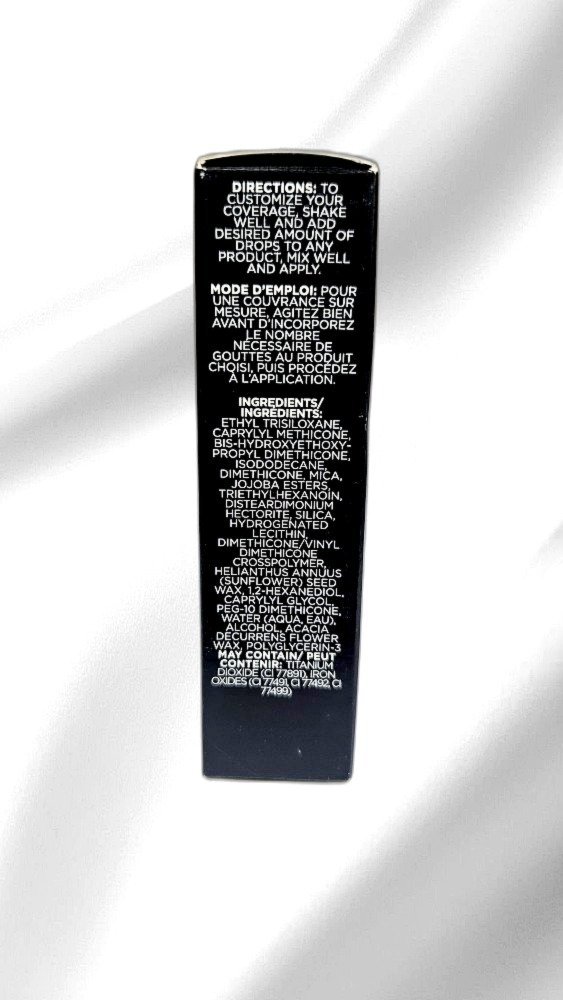 DIRECTIONS: TO
CUSTOMIZE YOUR
COVERAGE, SHAKE
WELL AND ADD
DESIRED AMOUNT OF
DROPS TO ANY
PRODUCT, MIX WELL
AND APPLY.
MODE D'EMPLOI: POUR
UNE COUVRANCE SUR
MESURE, AGITEZ BIEN
AVANT D'INCORPOREZ
LE NOMBRE
NÉCESSAIRE DE
GOUTTES AU PRODUIT
CHOISI, PUIS PROCÉDEZ
À L'APPLICATION.
INGREDIENTS/
INGRÉDIENTS:
ETHYL TRISILOXANE,
CAPRYLYL METHICONE,
BIS-HYDROXYETHOXY-
PROPYL DIMETHICONE,
ISODODECANE,
DIMETHICONE, MICA,
JOJOBA ESTERS,
TRIETHYLHEXANOIN,
DISTEARDIMONIUM
HECTORITE, SILICA,
HYDROGENATED
LECITHIN,
DIMETHICONE/VINYL
DIMETHICONE
CROSSPOLYMER,
HELIANTHUS ANNUUS
(SUNFLOWER) SEED
WAX, 1,2-HEXANEDIOL,
CAPRYLYL GLYCOL,
PEG-10 DIMETHICONE,
WATER (AQUA, EAU),
ALCOHOL, ACACIA
DECURRENS FLOWER
WAX, POLYGLYCERIN-3
MAY CONTAIN/ PEUT
CONTENIR: TITANIUM
DIOXIDE (CI 77891), IRON
OXIDES (CI 77491, CI 77492, CI
77499)